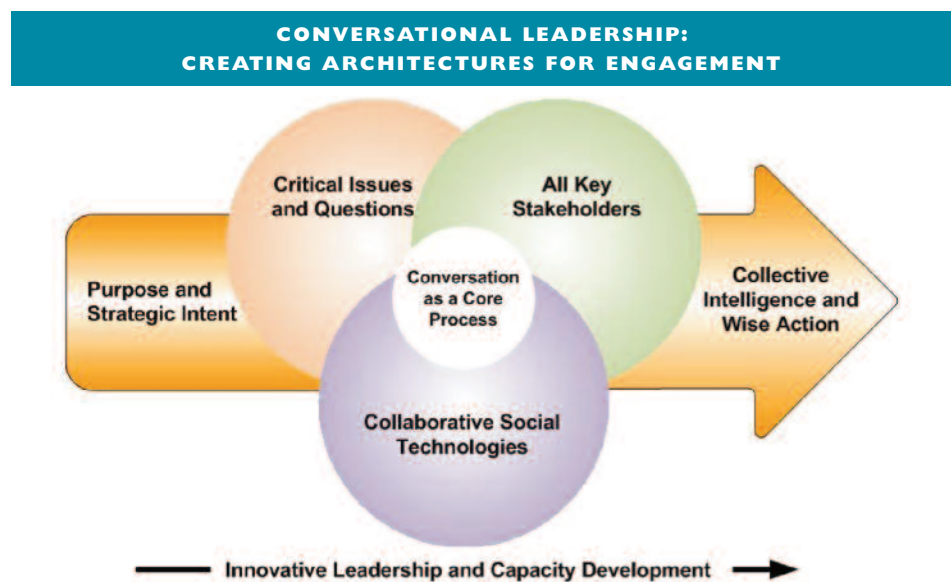 CONVERSATIONAL LEADERSHIP:
CREATING ARCHITECTURES FOR ENGAGEMENT
Critical Issues
and Questions
All Key
Stakeholders
Purpose and
Strategic Intent
Conversation
as a Core
Process
Collective
Intelligence and
Wise Action
Collaborative Social
Technologies
Innovative Leadership and Capacity Development